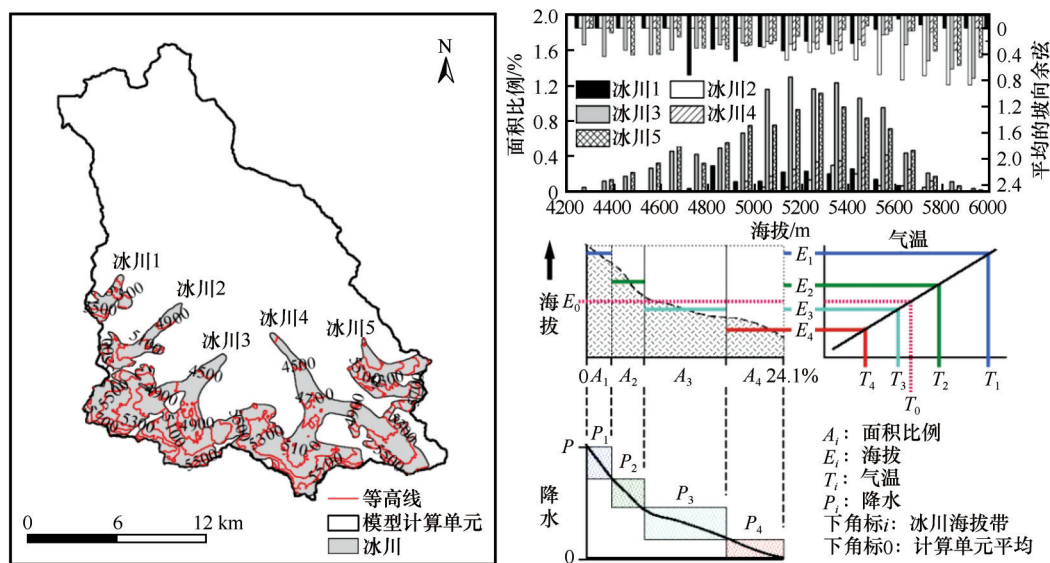 N
冰川1
冰川2
冰川3
冰川4
冰川5
5500
4900
4500
4900
5300
4500
4700
5300
5100
等高线
模型计算单元
冰川
0 6 12 km
面积比例/%
2.0
1.6
1.2
0.8
0.4
0
冰川1 冰川2
冰川3 冰川4
冰川5
0
0.4
0.8
1.2
1.6
2.0
2.4
平均的坡向余弦
4200 4400 4600 4800 5000 5200 5400 5600 5800 6000
海拔/m
海拔
E0
E1
E2
E3
E4
气温
0 A1 A2 A3 A4 24.1%
T4 T3 T0 T2 T1
降水
P
0
P1
P2
P3
P4
Ai：面积比例
Ei：海拔
Ti：气温
Pi：降水
下角标i：冰川海拔带
下角标0：计算单元平均